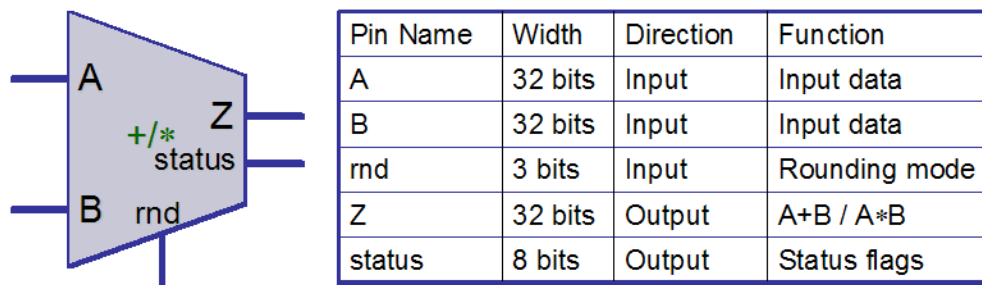 A
Z
+/*
status
B
rnd
Pin Name Width Direction Function
A 32 bits Input Input data
B 32 bits Input Input data
rnd 3 bits Input Rounding mode
Z 32 bits Output A+B / A*B
status 8 bits Output Status flags